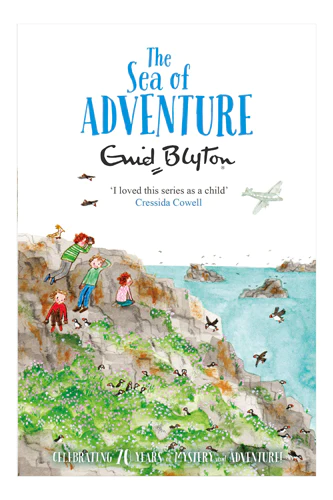 The
Sea of
ADVENTURE
Enid Blyton
'I loved this series as a child'
Cressida Cowell
CELEBRATING 70 YEARS of MYSTERY and ADVENTURE!